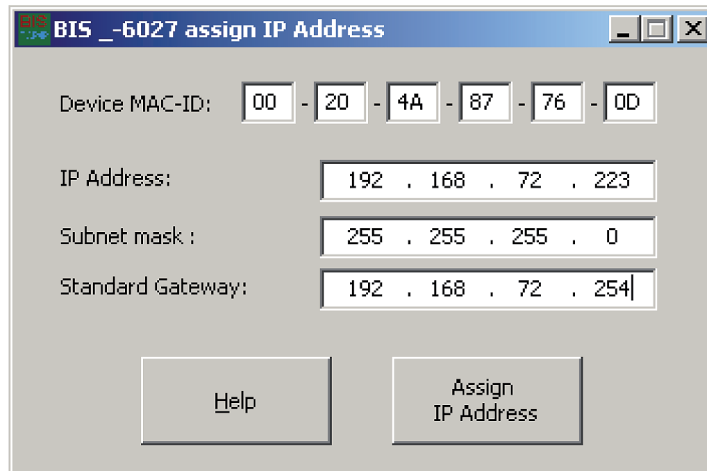 BIS _-6027 assign IP Address
Device MAC-ID: 00 - 20 - 4A - 87 - 76 - 0D
IP Address: 192 . 168 . 72 . 223
Subnet mask : 255 . 255 . 255 . 0
Standard Gateway: 192 . 168 . 72 . 254
Help
Assign
IP Address